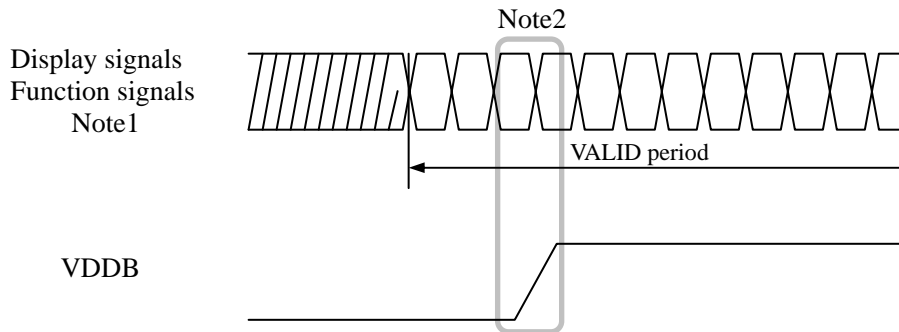 Note2
Display signals
Function signals
Note1
VALID period
VDDB